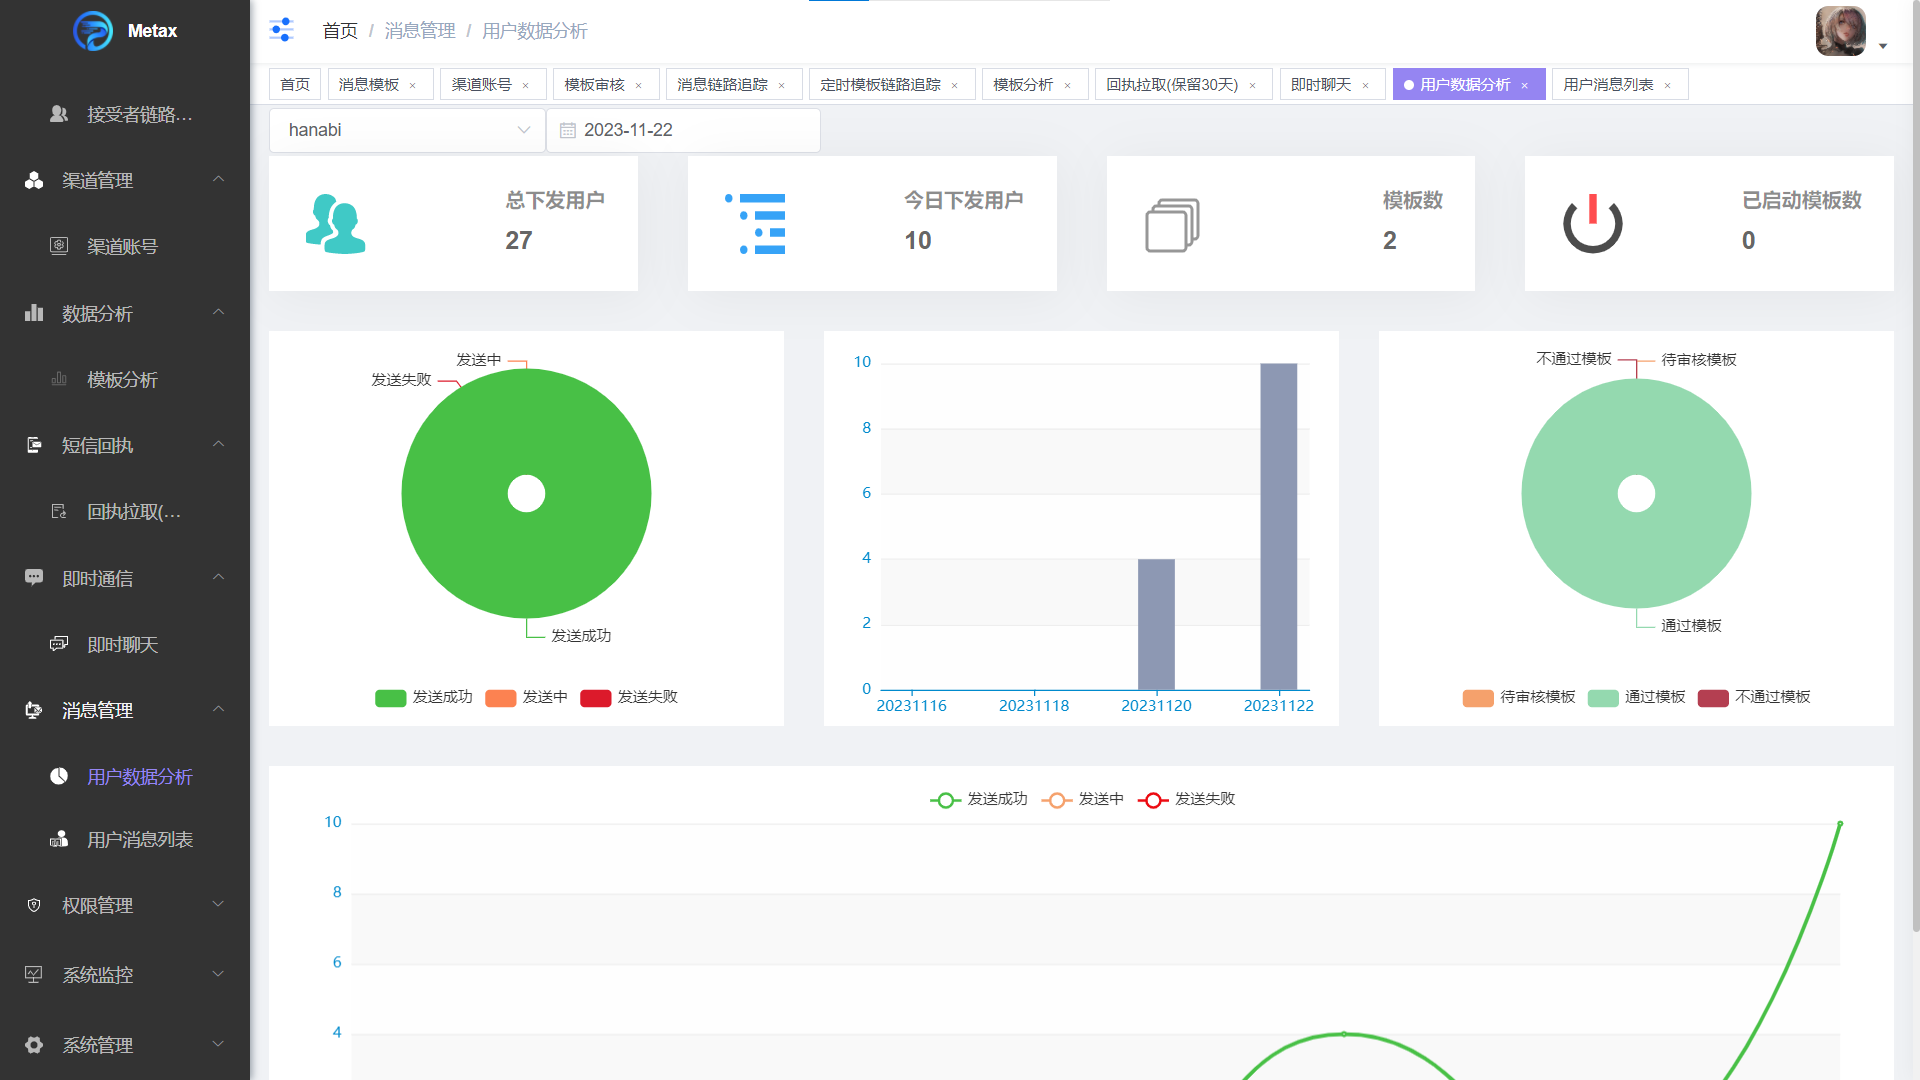 Metax
接受者链路...
渠道管理
渠道账号
数据分析
模板分析
短信回执
回执拉取(...
即时通信
即时聊天
消息管理
用户数据分析
用户消息列表
权限管理
系统监控
系统管理
首页 / 消息管理 / 用户数据分析
首页 消息模板 × 渠道账号 × 模板审核 × 消息链路追踪 × 定时模板链路追踪 × 模板分析 × 回执拉取(保留30天) × 即时聊天 × 用户数据分析 × 用户消息列表 ×
hanabi 2023-11-22
总下发用户
27
今日下发用户
10
模板数
2
已启动模板数
0
发送中
发送失败
发送成功
发送成功 发送中 发送失败
10
8
6
4
2
0
20231116 20231118 20231120 20231122
不通过模板 待审核模板
通过模板
待审核模板 通过模板 不通过模板
发送成功 发送中 发送失败
10
8
6
4